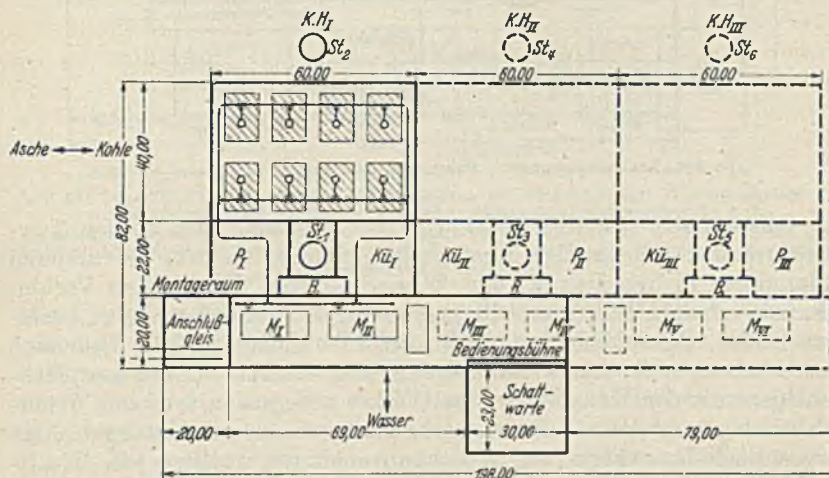 K.H_I K.H_II K.H_III
St_2 St_4 St_6
60,00 60,00 60,00
Asche Kohle
82,00 40,00
22,00
20,00
St_1 St_3
P_I Kü_I Kü_II P_II Kü_III P_III
B. B. B.
Montageraum
Anschluß-
gleis
M_I M_II M_III M_IV M_V M_VI
Bedienungsbühne
Wasser
Schalt-
warte
23,00
20,00 69,00 30,00 79,00
198,00